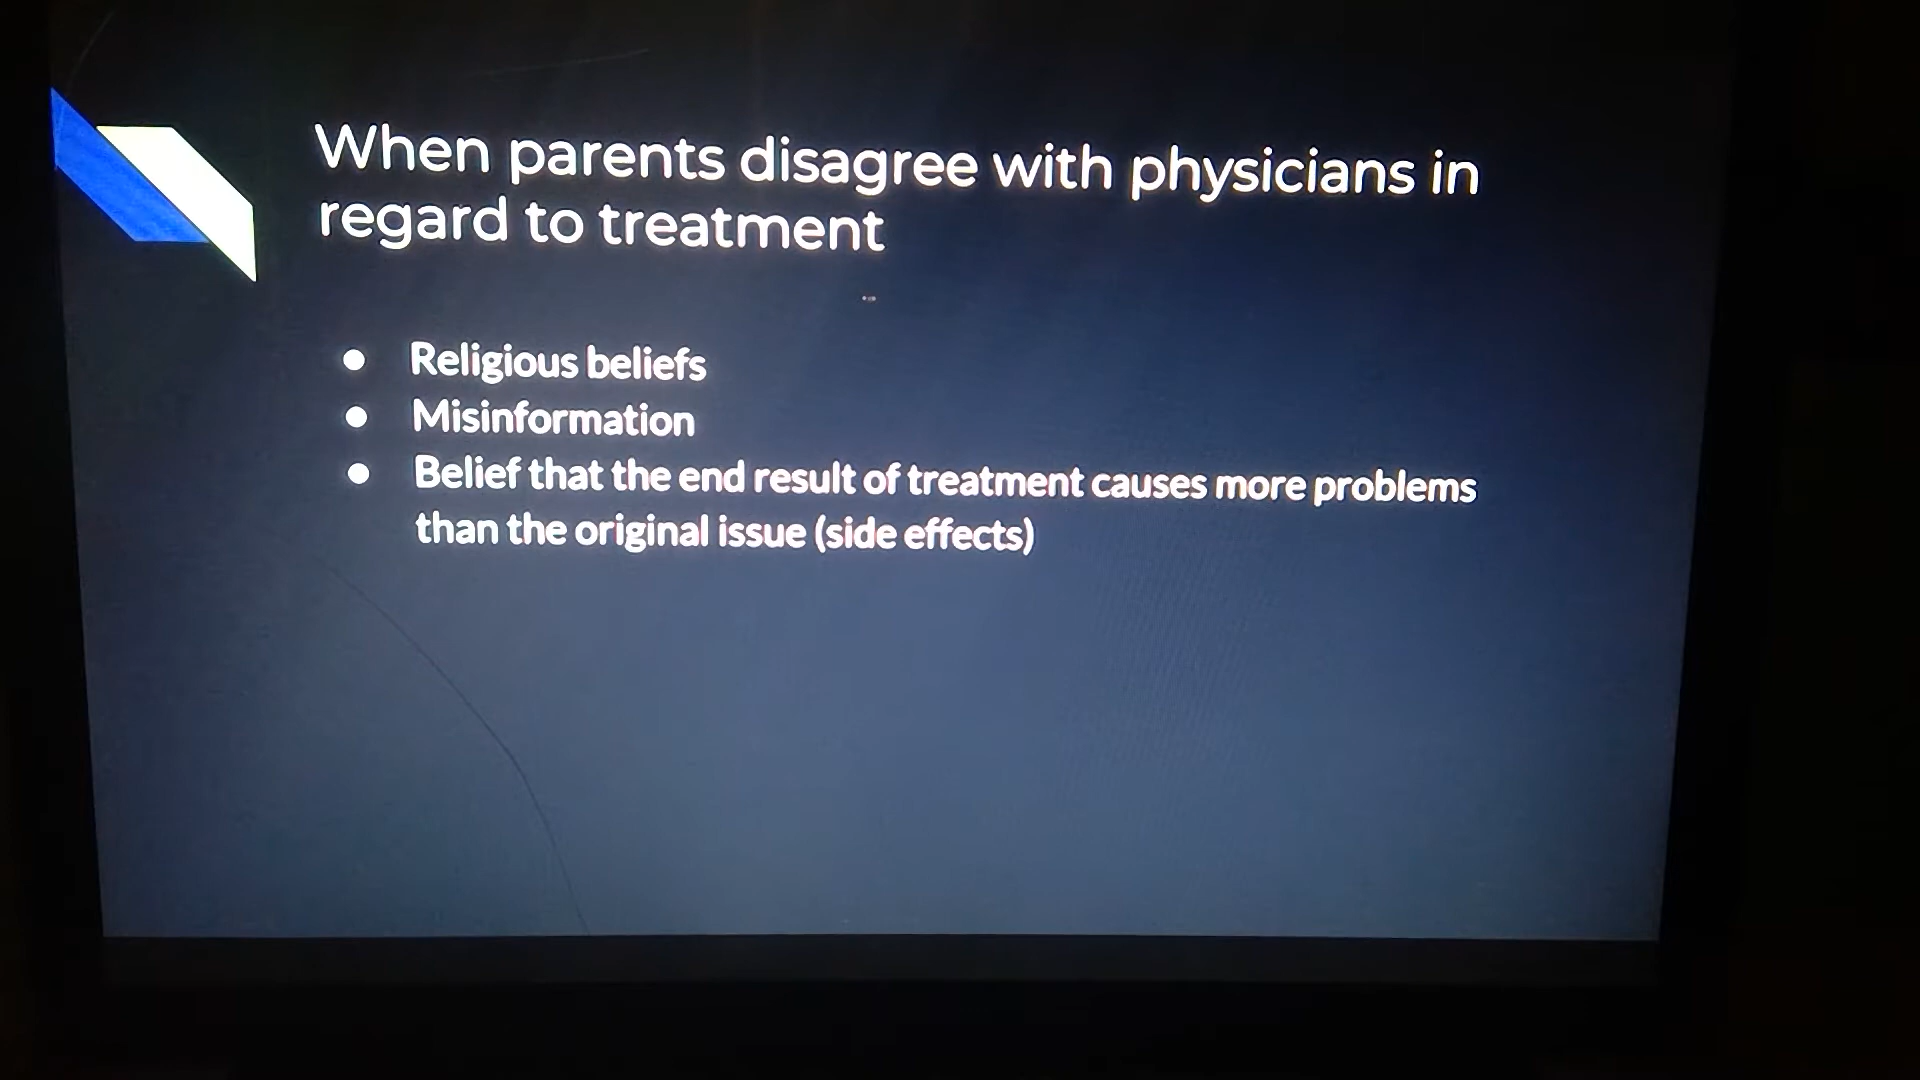 When parents disagree with physicians in
regard to treatment
● Religious beliefs
● Misinformation
● Belief that the end result of treatment causes more problems
than the original issue (side effects)